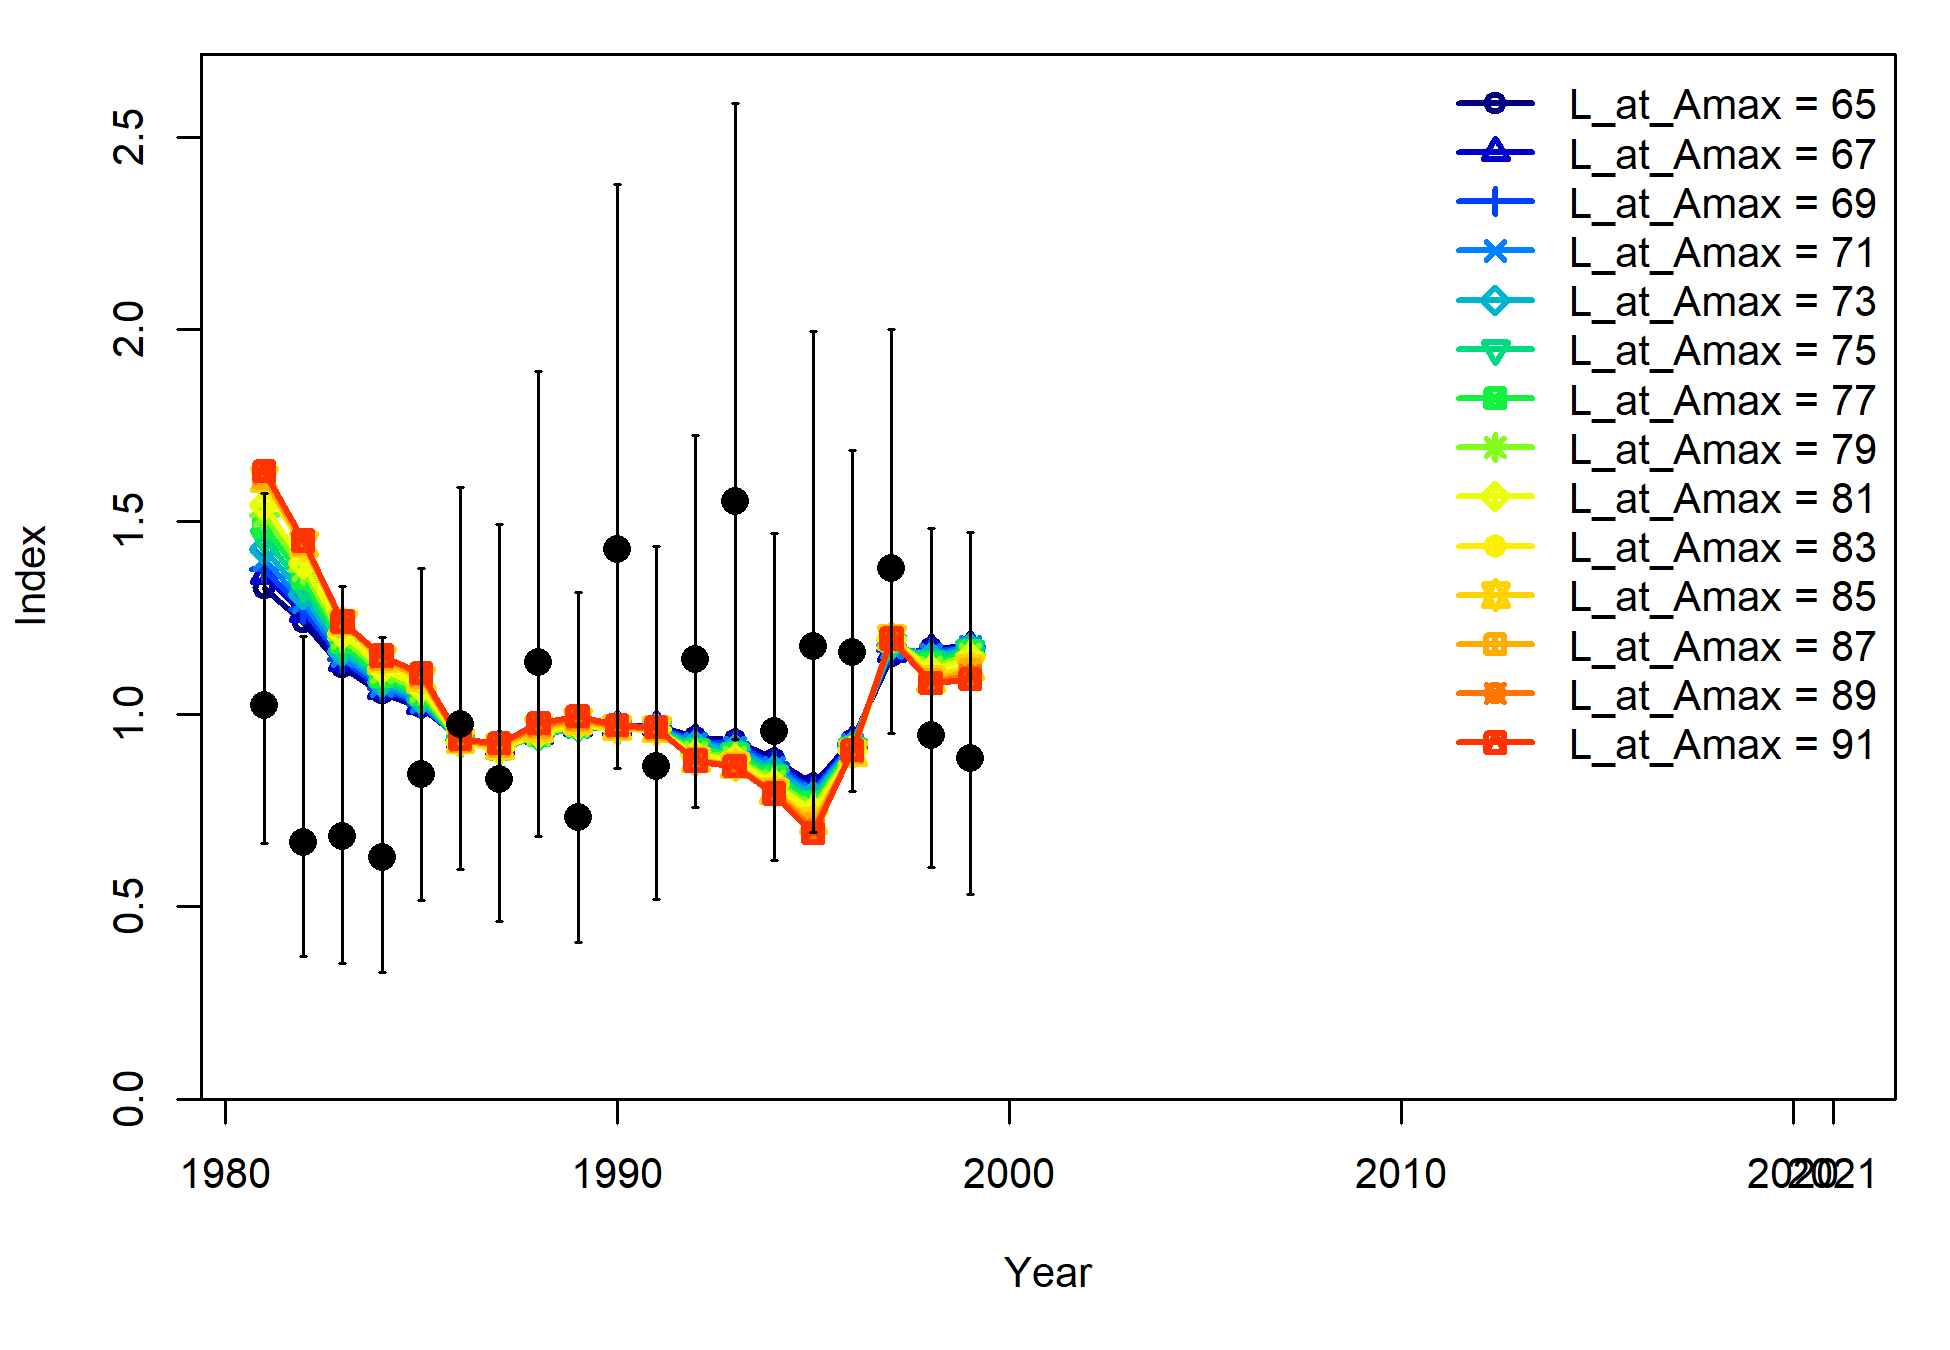 2.5
2.0
1.5
1.0
0.5
0.0
Index
L_at_Amax = 65
L_at_Amax = 67
L_at_Amax = 69
L_at_Amax = 71
L_at_Amax = 73
L_at_Amax = 75
L_at_Amax = 77
L_at_Amax = 79
L_at_Amax = 81
L_at_Amax = 83
L_at_Amax = 85
L_at_Amax = 87
L_at_Amax = 89
L_at_Amax = 91
1980 1990 2000 2010 2020 2021
Year